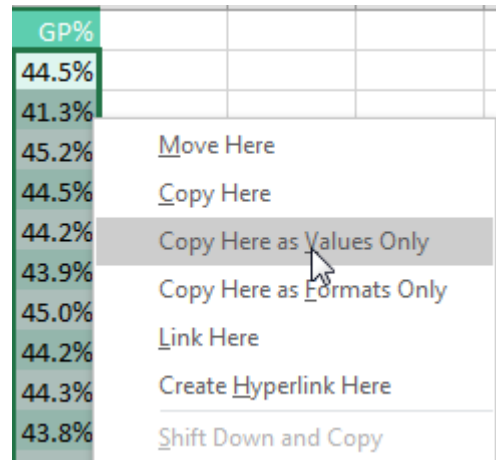 GP%
44.5%
41.3%
45.2%
44.5%
44.2%
43.9%
45.0%
44.2%
44.3%
43.8%
Move Here
Copy Here
Copy Here as Values Only
Copy Here as Formats Only
Link Here
Create Hyperlink Here
Shift Down and Copy